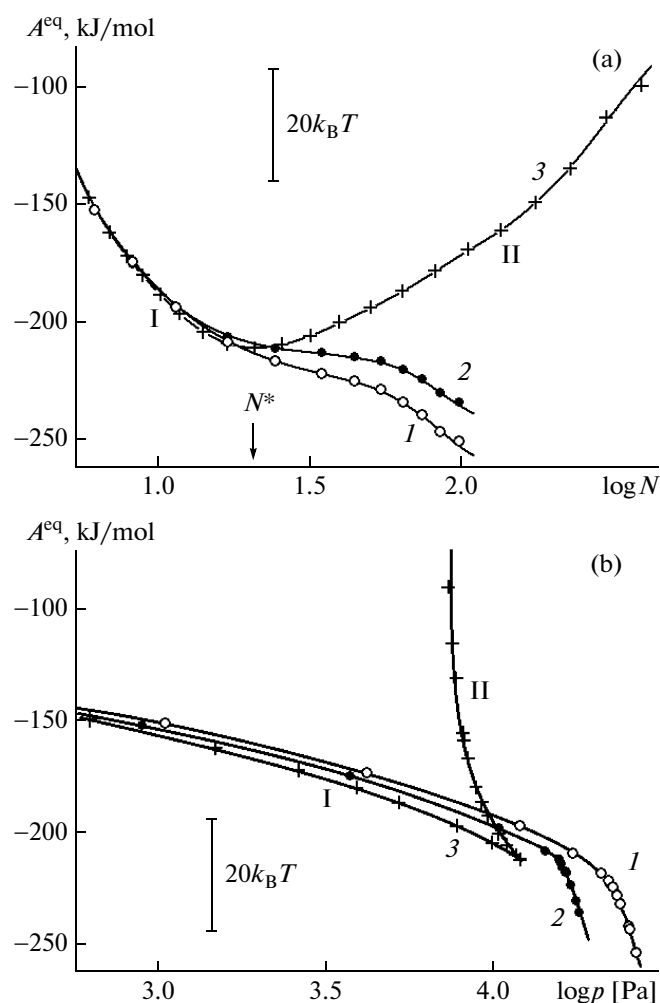 A^eq, kJ/mol
(a)
−100
20k_BT
3
−150
II
I
−200
2
N*
1
−250
1.0 1.5 2.0 log N
A^eq, kJ/mol
(b)
−100
II
−150
I
−200
3
1
20k_BT
2
−250
3.0 3.5 4.0 log p [Pa]